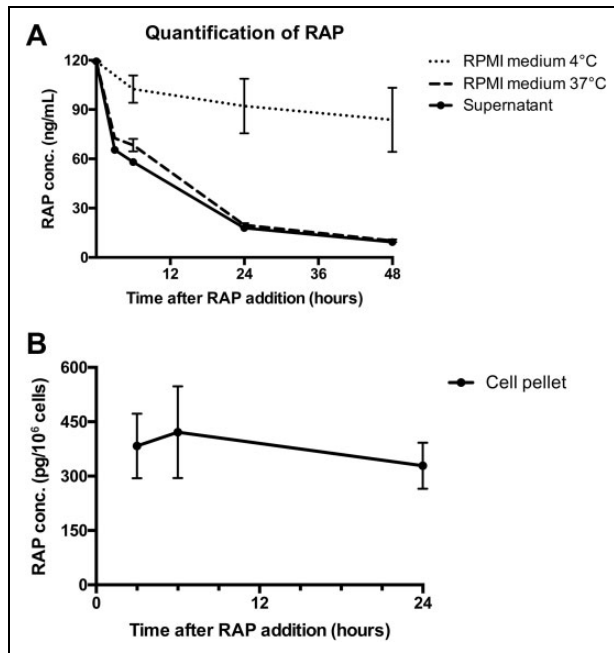 A
Quantification of RAP
RPMI medium 4°C
RPMI medium 37°C
Supernatant
RAP conc. (ng/mL)
120
90
60
30
0
12
24
36
48
Time after RAP addition (hours)
B
Cell pellet
RAP conc. (pg/10⁶ cells)
600
450
300
150
0
0
12
24
Time after RAP addition (hours)